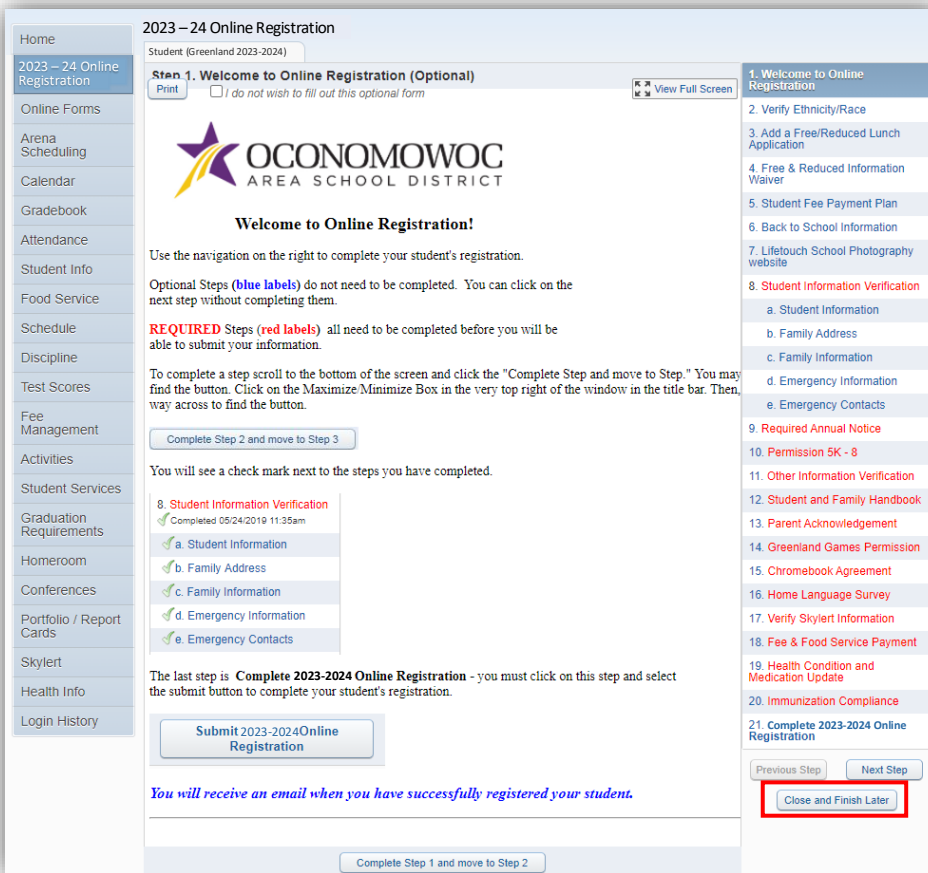 2023 – 24 Online Registration
Home
2023 – 24 Online
Registration
Online Forms
Arena
Scheduling
Calendar
Gradebook
Attendance
Student Info
Food Service
Schedule
Discipline
Test Scores
Fee
Management
Activities
Student Services
Graduation
Requirements
Homeroom
Conferences
Portfolio / Report
Cards
Skylert
Health Info
Login History
Student (Greenland 2023-2024)
Step 1. Welcome to Online Registration (Optional)
Print
I do not wish to fill out this optional form
View Full Screen
OCONOMOWOC
AREA SCHOOL DISTRICT
Welcome to Online Registration!
Use the navigation on the right to complete your student's registration.
Optional Steps (blue labels) do not need to be completed. You can click on the
next step without completing them.
REQUIRED Steps (red labels) all need to be completed before you will be
able to submit your information.
To complete a step scroll to the bottom of the screen and click the "Complete Step and move to Step." You may
find the button. Click on the Maximize/Minimize Box in the very top right of the window in the title bar. Then,
way across to find the button.
Complete Step 2 and move to Step 3
You will see a check mark next to the steps you have completed.
8. Student Information Verification
Completed 05/24/2019 11:35am
a. Student Information
b. Family Address
c. Family Information
d. Emergency Information
e. Emergency Contacts
The last step is Complete 2023-2024 Online Registration - you must click on this step and select
the submit button to complete your student's registration.
Submit 2023-2024Online
Registration
You will receive an email when you have successfully registered your student.
Complete Step 1 and move to Step 2
1. Welcome to Online
Registration
2. Verify Ethnicity/Race
3. Add a Free/Reduced Lunch
Application
4. Free & Reduced Information
Waiver
5. Student Fee Payment Plan
6. Back to School Information
7. Lifetouch School Photography
website
8. Student Information Verification
a. Student Information
b. Family Address
c. Family Information
d. Emergency Information
e. Emergency Contacts
9. Required Annual Notice
10. Permission 5K - 8
11. Other Information Verification
12. Student and Family Handbook
13. Parent Acknowledgement
14. Greenland Games Permission
15. Chromebook Agreement
16. Home Language Survey
17. Verify Skylert Information
18. Fee & Food Service Payment
19. Health Condition and
Medication Update
20. Immunization Compliance
21. Complete 2023-2024 Online
Registration
Previous Step
Next Step
Close and Finish Later